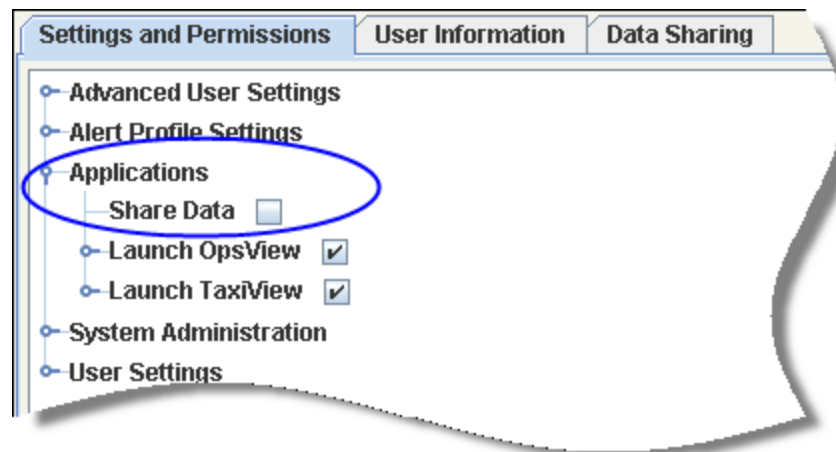 Settings and Permissions User Information Data Sharing
Advanced User Settings
Alert Profile Settings
Applications
Share Data
Launch OpsView
Launch TaxiView
System Administration
User Settings